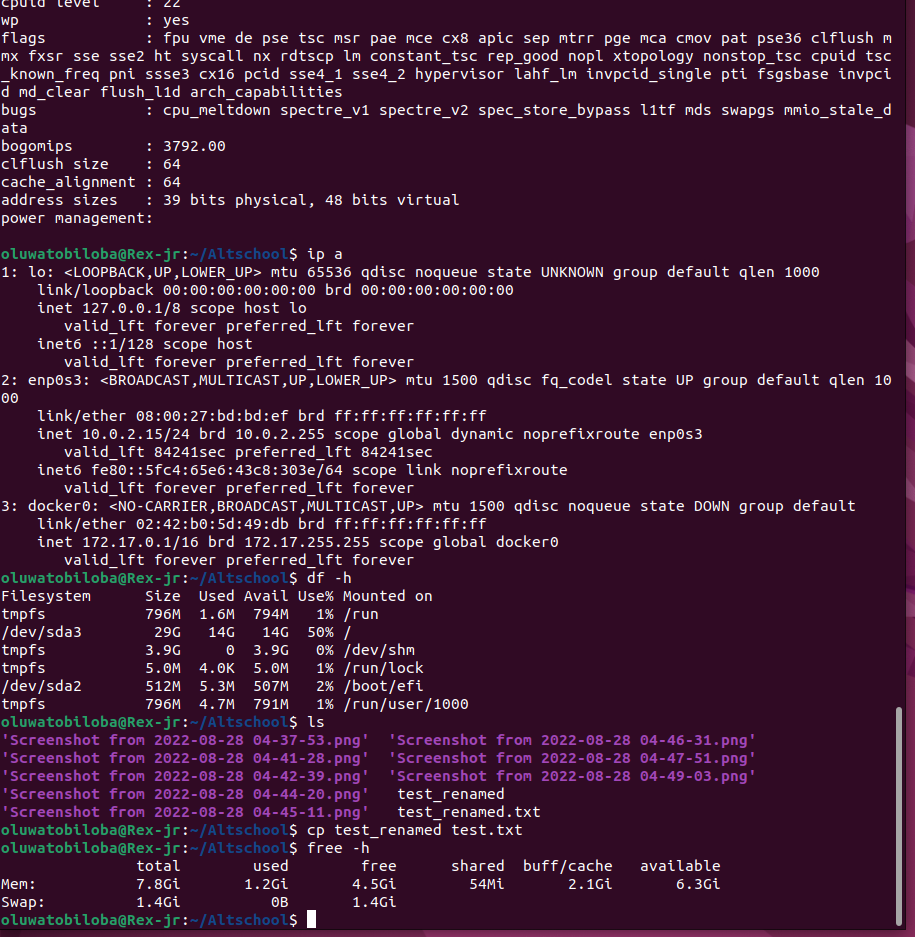 cpuid level     : 22
wp              : yes
flags           : fpu vme de pse tsc msr pae mce cx8 apic sep mtrr pge mca cmov pat pse36 clflush m
mx fxsr sse sse2 ht syscall nx rdtscp lm constant_tsc rep_good nopl xtopology nonstop_tsc cpuid tsc
_known_freq pni ssse3 cx16 pcid sse4_1 sse4_2 hypervisor lahf_lm invpcid_single pti fsgsbase invpci
d md_clear flush_l1d arch_capabilities
bugs            : cpu_meltdown spectre_v1 spectre_v2 spec_store_bypass l1tf mds swapgs mmio_stale_d
ata
bogomips        : 3792.00
clflush size    : 64
cache_alignment : 64
address sizes   : 39 bits physical, 48 bits virtual
power management:

oluwatobiloba@Rex-jr:~/Altschool$ ip a
1: lo: <LOOPBACK,UP,LOWER_UP> mtu 65536 qdisc noqueue state UNKNOWN group default qlen 1000
    link/loopback 00:00:00:00:00:00 brd 00:00:00:00:00:00
    inet 127.0.0.1/8 scope host lo
       valid_lft forever preferred_lft forever
    inet6 ::1/128 scope host
       valid_lft forever preferred_lft forever
2: enp0s3: <BROADCAST,MULTICAST,UP,LOWER_UP> mtu 1500 qdisc fq_codel state UP group default qlen 10
00
    link/ether 08:00:27:bd:bd:ef brd ff:ff:ff:ff:ff:ff
    inet 10.0.2.15/24 brd 10.0.2.255 scope global dynamic noprefixroute enp0s3
       valid_lft 84241sec preferred_lft 84241sec
    inet6 fe80::5fc4:65e6:43c8:303e/64 scope link noprefixroute
       valid_lft forever preferred_lft forever
3: docker0: <NO-CARRIER,BROADCAST,MULTICAST,UP> mtu 1500 qdisc noqueue state DOWN group default
    link/ether 02:42:b0:5d:49:db brd ff:ff:ff:ff:ff:ff
    inet 172.17.0.1/16 brd 172.17.255.255 scope global docker0
       valid_lft forever preferred_lft forever
oluwatobiloba@Rex-jr:~/Altschool$ df -h
Filesystem      Size  Used Avail Use% Mounted on
tmpfs           796M  1.6M  794M   1% /run
/dev/sda3        29G   14G   14G  50% /
tmpfs           3.9G     0  3.9G   0% /dev/shm
tmpfs           5.0M  4.0K  5.0M   1% /run/lock
/dev/sda2       512M  5.3M  507M   2% /boot/efi
tmpfs           796M  4.7M  791M   1% /run/user/1000
oluwatobiloba@Rex-jr:~/Altschool$ ls
'Screenshot from 2022-08-28 04-37-53.png'  'Screenshot from 2022-08-28 04-46-31.png'
'Screenshot from 2022-08-28 04-41-28.png'  'Screenshot from 2022-08-28 04-47-51.png'
'Screenshot from 2022-08-28 04-42-39.png'  'Screenshot from 2022-08-28 04-49-03.png'
'Screenshot from 2022-08-28 04-44-20.png'   test_renamed
'Screenshot from 2022-08-28 04-45-11.png'   test_renamed.txt
oluwatobiloba@Rex-jr:~/Altschool$ cp test_renamed test.txt
oluwatobiloba@Rex-jr:~/Altschool$ free -h
               total        used        free      shared  buff/cache   available
Mem:           7.8Gi       1.2Gi       4.5Gi        54Mi       2.1Gi       6.3Gi
Swap:          1.4Gi          0B       1.4Gi
oluwatobiloba@Rex-jr:~/Altschool$